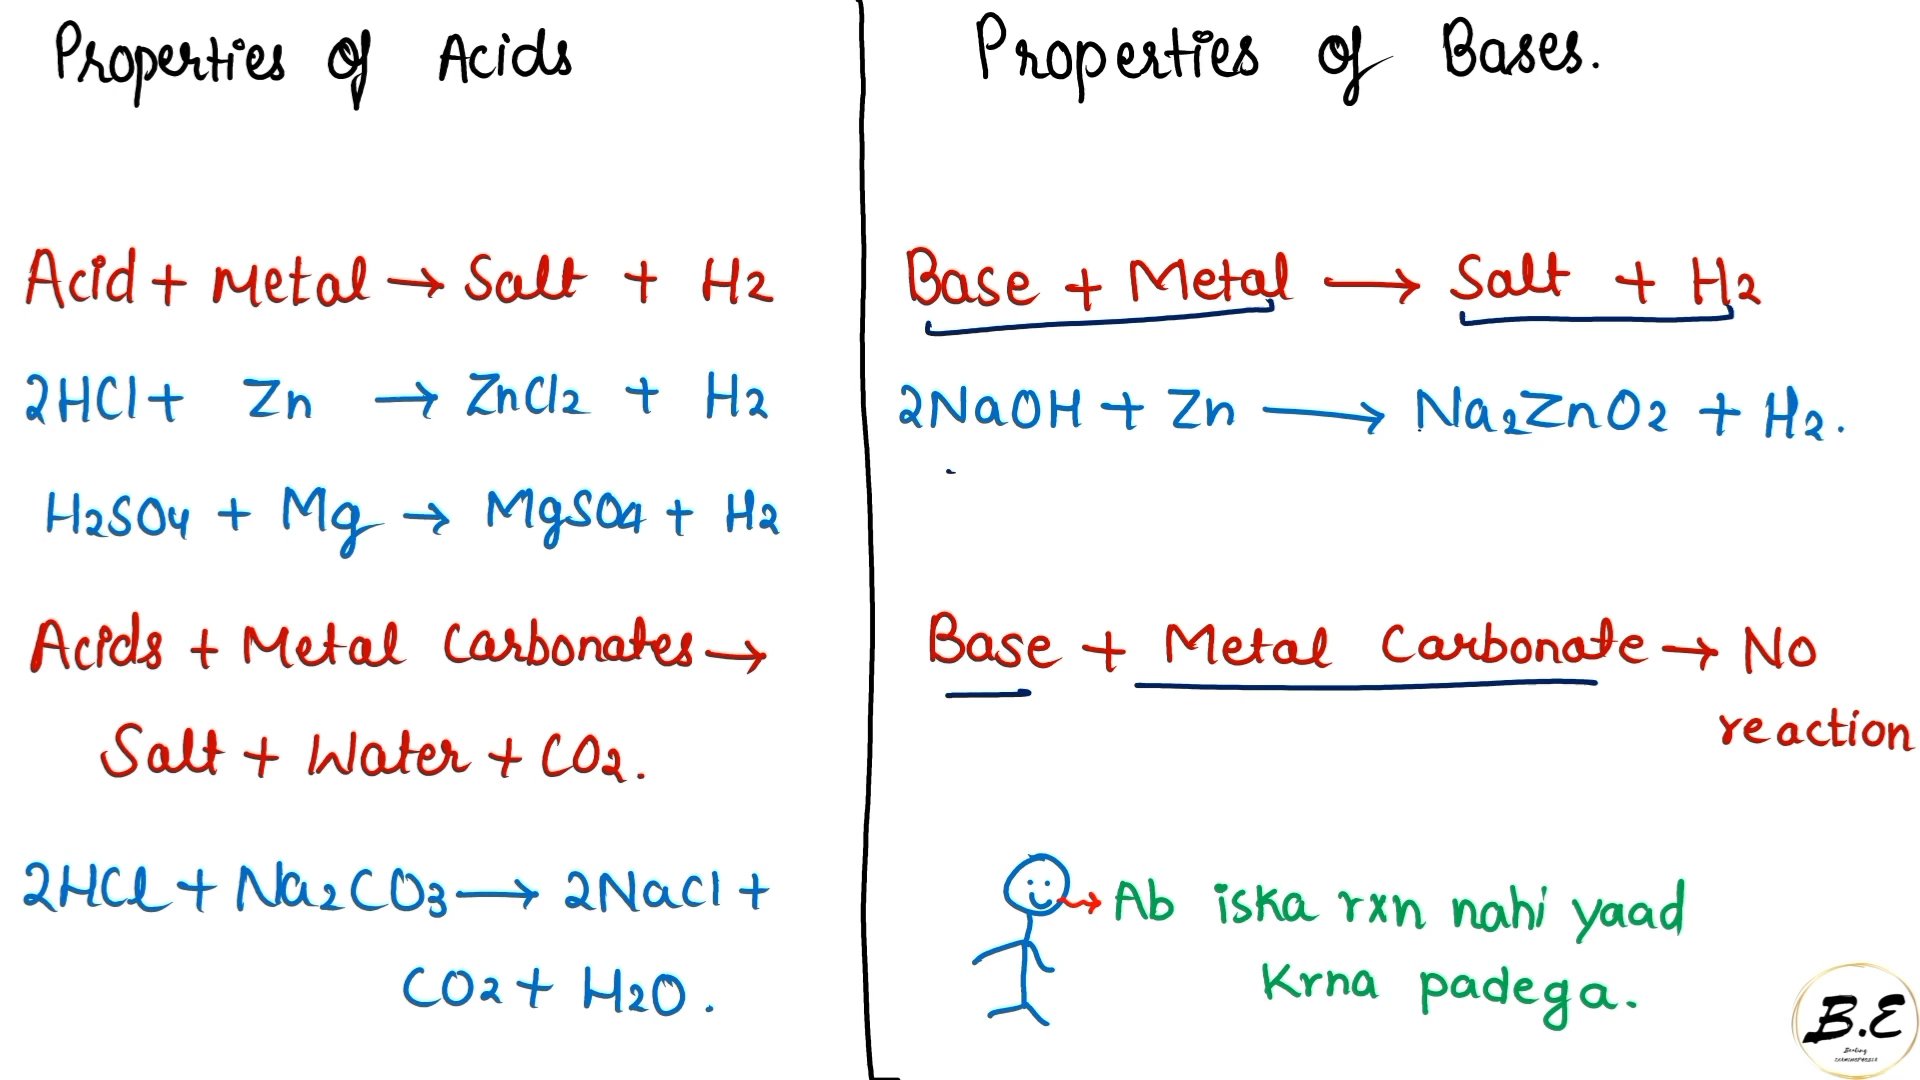 Properties of Acids
Acid + Metal → Salt + H2
2HCl + Zn → ZnCl2 + H2
H2SO4 + Mg → MgSO4 + H2
Acids + Metal Carbonates →
Salt + Water + CO2.
2HCl + Na2CO3 → 2NaCl +
CO2 + H2O.
Properties of Bases.
Base + Metal → Salt + H2
2NaOH + Zn → Na2ZnO2 + H2.
Base + Metal Carbonate → No
reaction
→ Ab iska rxn nahi yaad
Krna padega.
B.E